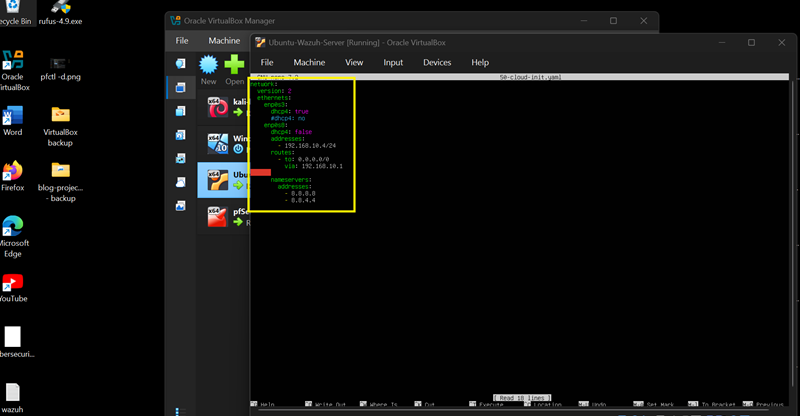 ecycle Bin
rufus-4.9.exe
Oracle
VirtualBox
pfctl -d.png
Word
VirtualBox
backup
Firefox
blog-projec...
- backup
Microsoft
Edge
YouTube
bersecuri...
wazuh
Oracle VirtualBox Manager
File Machine
New Open
x64 kali-
x64 Win
x64 Ubu
x64 pfSe
Ubuntu-Wazuh-Server [Running] - Oracle VirtualBox
File Machine View Input Devices Help
50-cloud-init.yaml
network:
version: 2
ethernets:
enp0s3:
dhcp4: true
#dhcp4: no
enp0s8:
dhcp4: false
addresses:
- 192.168.10.4/24
routes:
- to: 0.0.0.0/0
via: 192.168.10.1
nameservers:
addresses:
- 8.8.8.8
- 8.8.4.4
[ Read 18 lines ]
Help Write Out Where Is Cut Execute Location Undo Set Mark To Bracket Previous